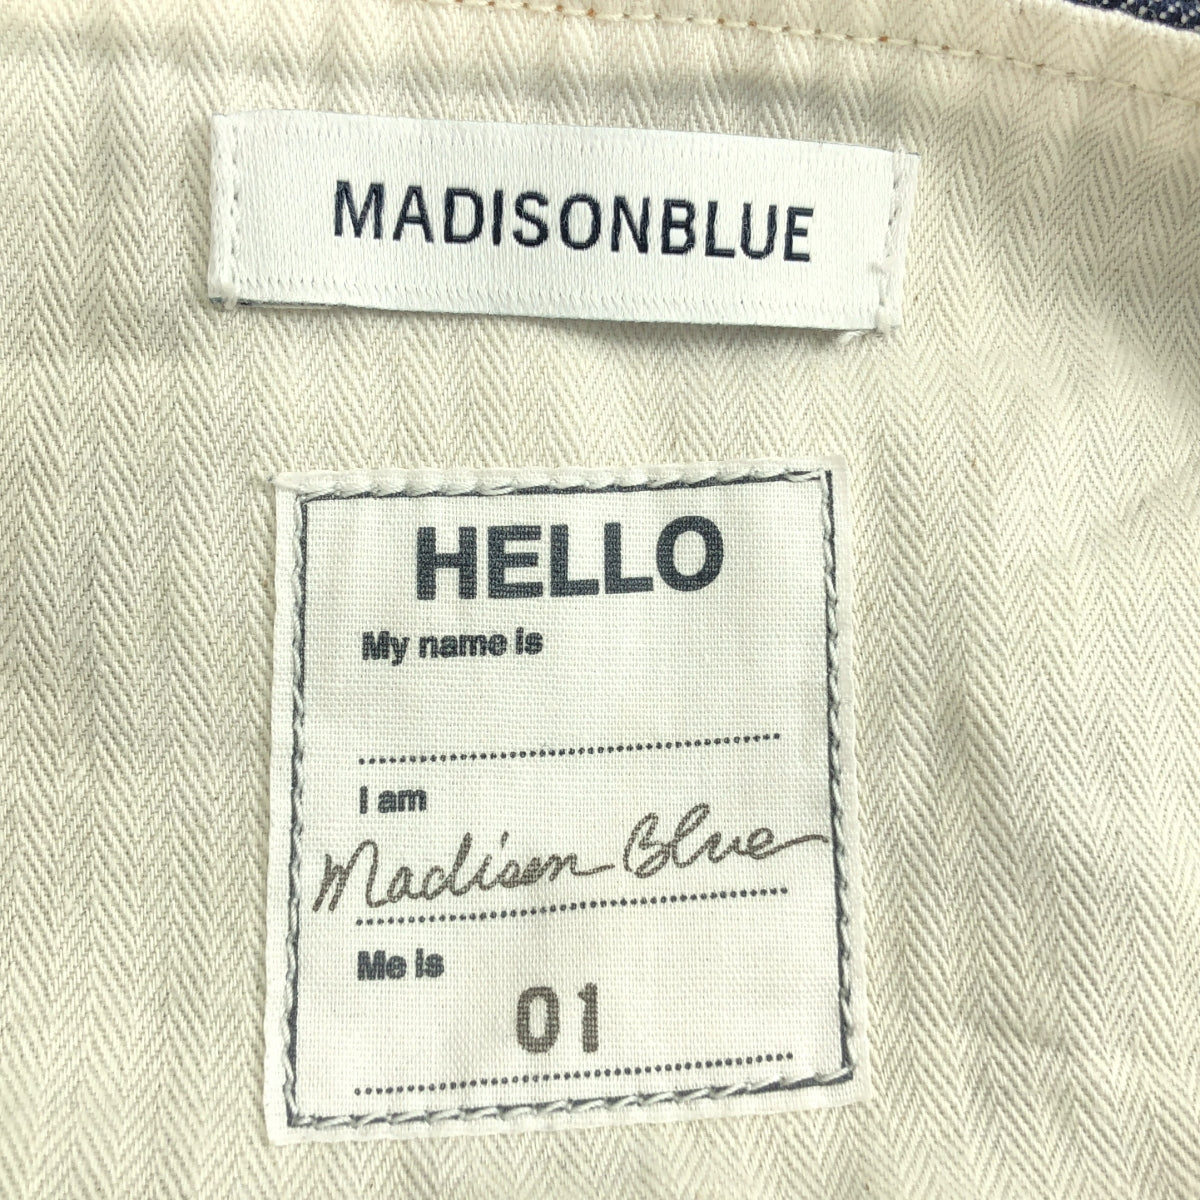 MADISONBLUE
HELLO
My name is
I am
Madison Blue
Me is
01